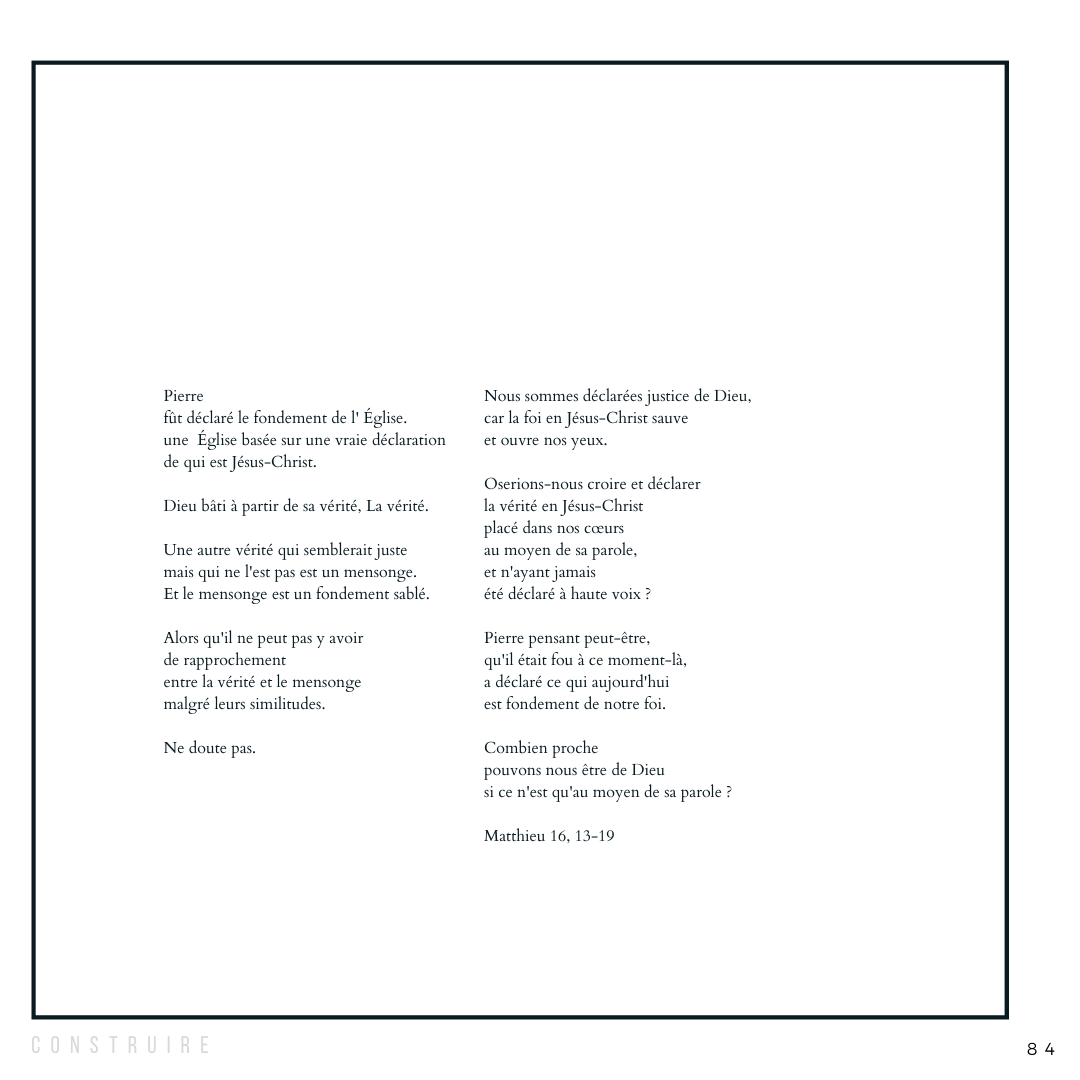 Pierre
fût déclaré le fondement de l' Église.
une  Église basée sur une vraie déclaration
de qui est Jésus-Christ.

Dieu bâti à partir de sa vérité, La vérité.

Une autre vérité qui semblerait juste
mais qui ne l'est pas est un mensonge.
Et le mensonge est un fondement sablé.

Alors qu'il ne peut pas y avoir
de rapprochement
entre la vérité et le mensonge
malgré leurs similitudes.

Ne doute pas.

Nous sommes déclarées justice de Dieu,
car la foi en Jésus-Christ sauve
et ouvre nos yeux.

Oserions-nous croire et déclarer
la vérité en Jésus-Christ
placé dans nos cœurs
au moyen de sa parole,
et n'ayant jamais
été déclaré à haute voix ?

Pierre pensant peut-être,
qu'il était fou à ce moment-là,
a déclaré ce qui aujourd'hui
est fondement de notre foi.

Combien proche
pouvons nous être de Dieu
si ce n'est qu'au moyen de sa parole ?

Matthieu 16, 13-19

CONSTRUIRE
84